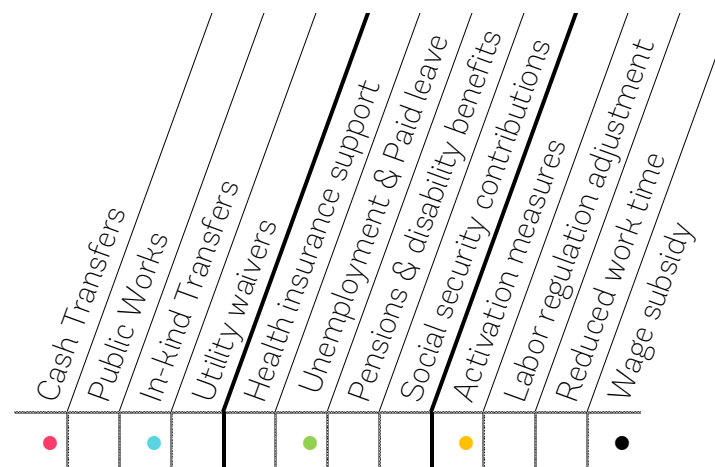 Cash Transfers
Public Works
In-kind Transfers
Utility waivers
Health insurance support
Unemployment & Paid leave
Pensions & disability benefits
Social security contributions
Activation measures
Labor regulation adjustment
Reduced work time
Wage subsidy